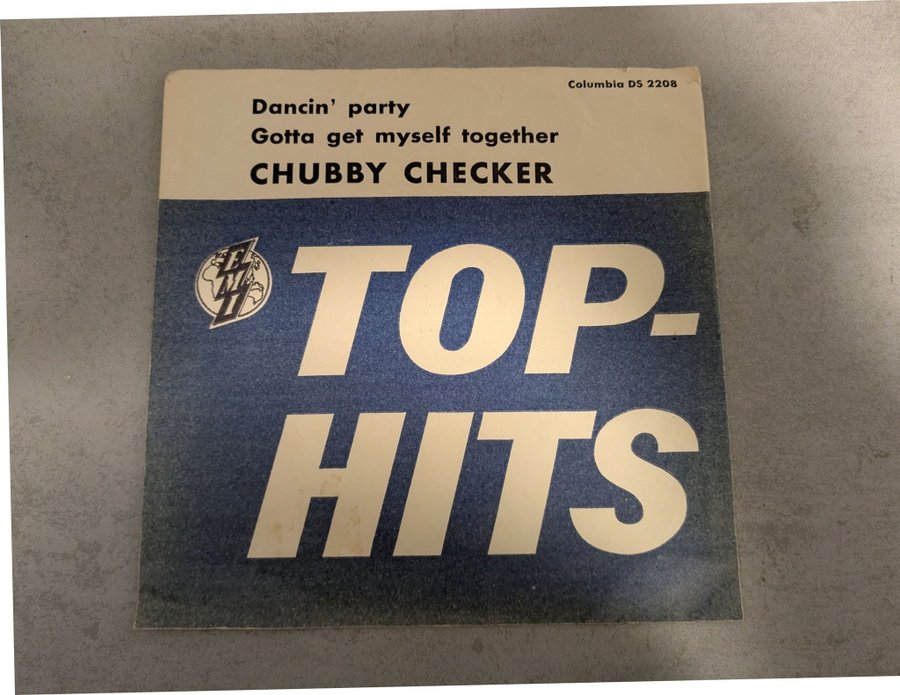 Columbia DS 2208
Dancin' party
Gotta get myself together
CHUBBY CHECKER
EMI
TOP-
HITS